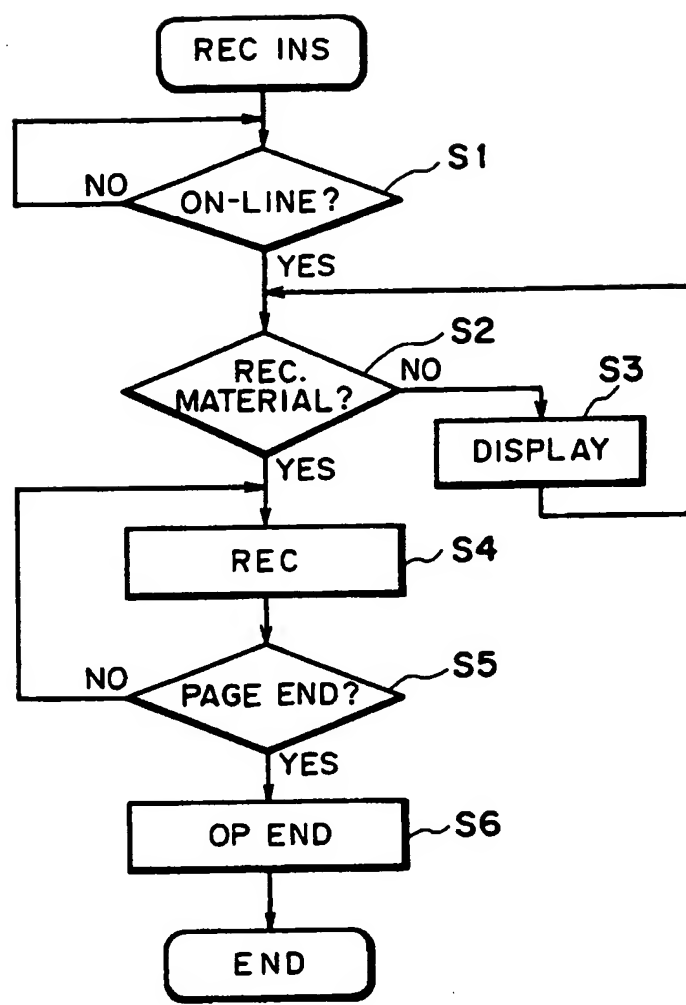 REC INS
S1
NO
ON-LINE?
YES
S2
REC.
MATERIAL?
NO
S3
DISPLAY
YES
REC
S4
S5
NO
PAGE END?
YES
OP END
S6
END